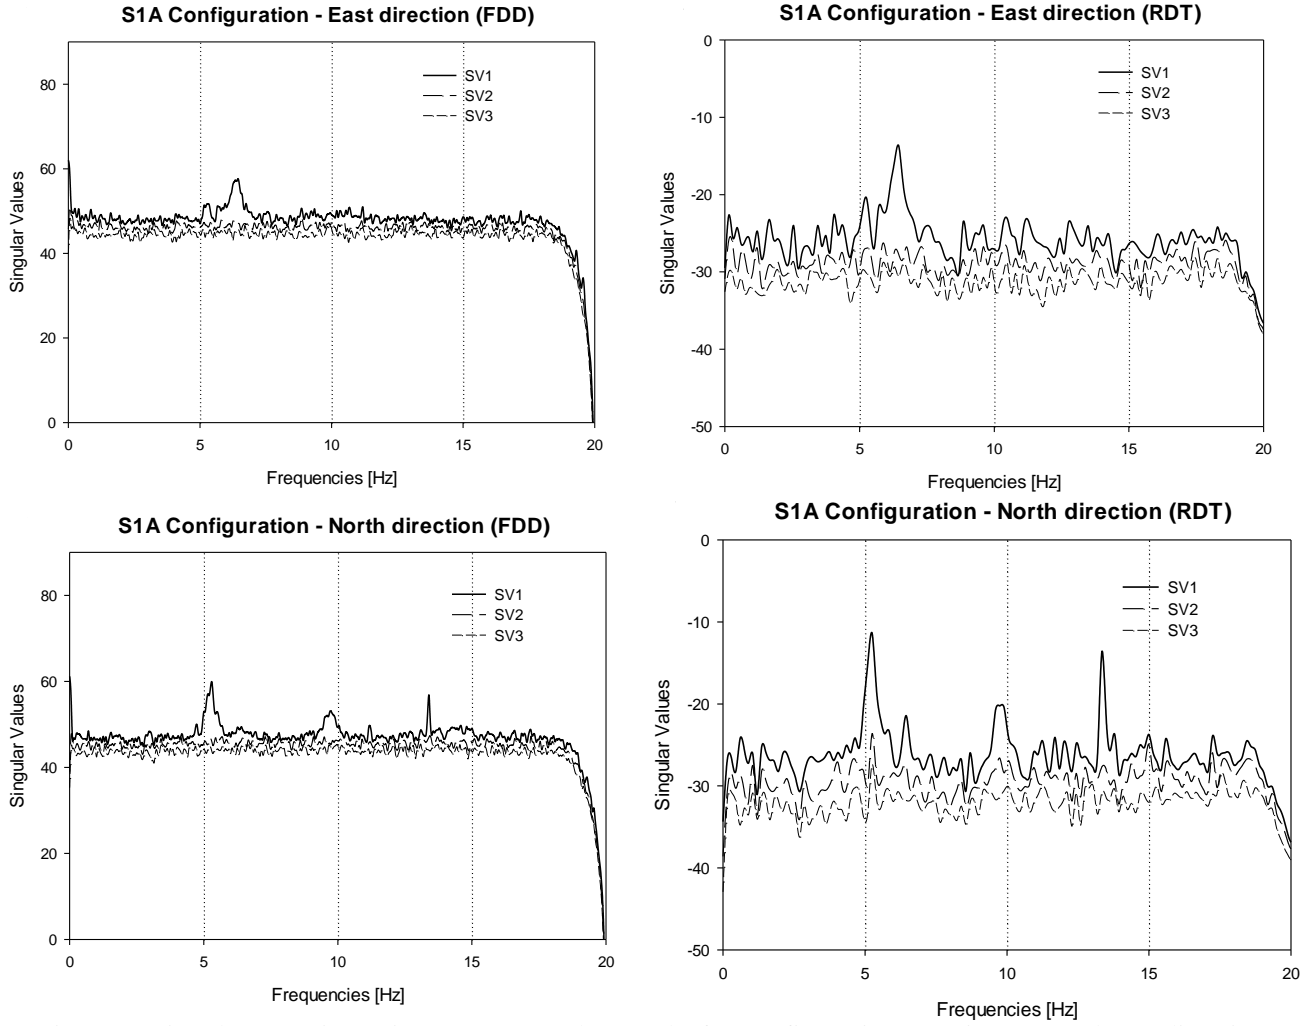 S1A Configuration - East direction (FDD)
80
60
40
20
0
Singular Values
SV1
SV2
SV3
0 5 10 15 20
Frequencies [Hz]
S1A Configuration - East direction (RDT)
0
-10
-20
-30
-40
-50
Singular Values
SV1
SV2
SV3
0 5 10 15 20
Frequencies [Hz]
S1A Configuration - North direction (FDD)
80
60
40
20
0
Singular Values
SV1
SV2
SV3
0 5 10 15 20
Frequencies [Hz]
S1A Configuration - North direction (RDT)
0
-10
-20
-30
-40
-50
Singular Values
SV1
SV2
SV3
0 5 10 15 20
Frequencies [Hz]